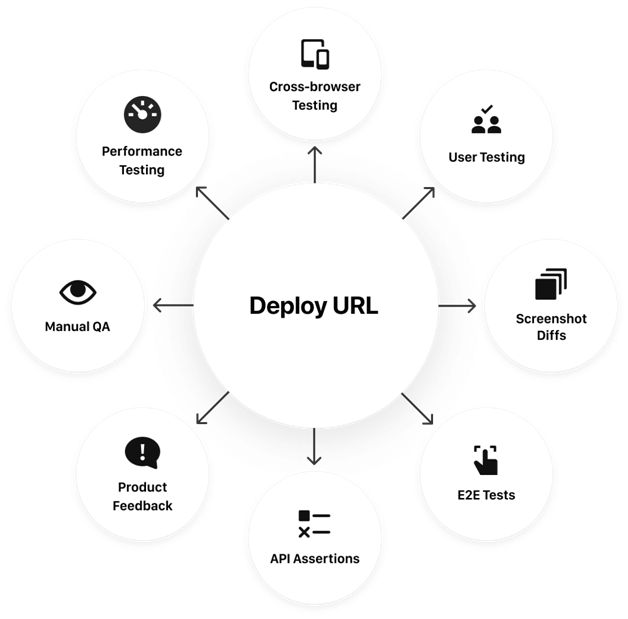 Cross-browser
Testing
User Testing
Screenshot
Diffs
E2E Tests
API Assertions
Product
Feedback
Manual QA
Performance
Testing
Deploy URL